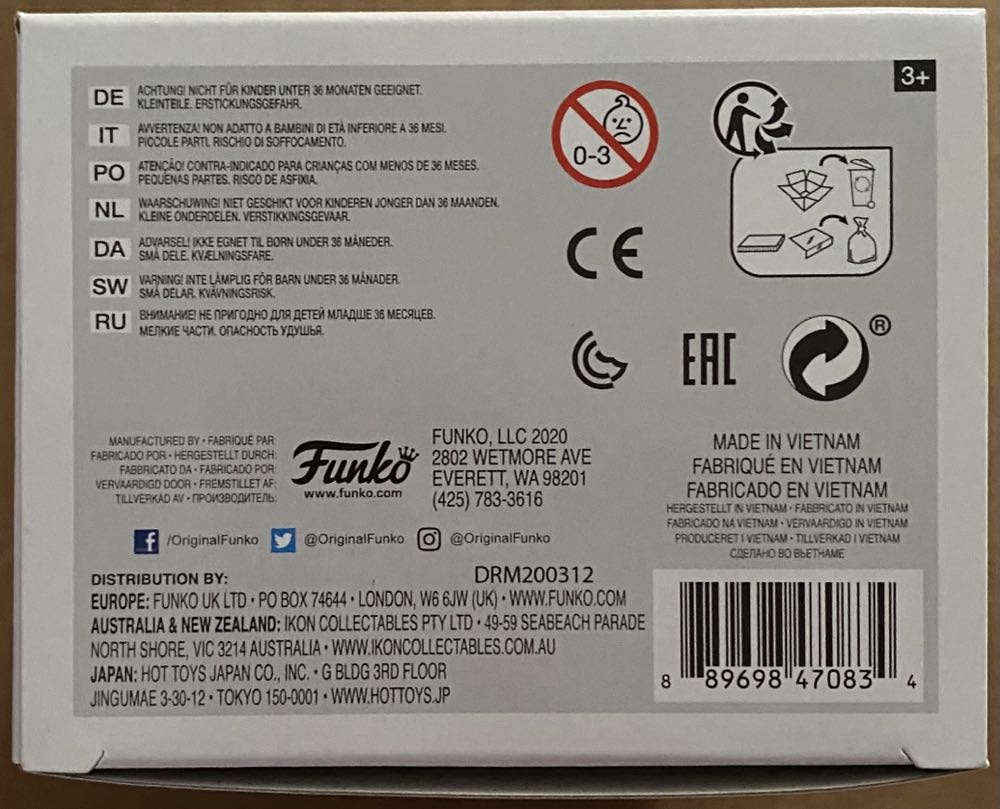 3+
DE ACHTUNG! NICHT FÜR KINDER UNTER 36 MONATEN GEEIGNET.
KLEINTEILE. ERSTICKUNGSGEFAHR.
IT AVVERTENZA! NON ADATTO A BAMBINI DI ETÀ INFERIORE A 36 MESI.
PICCOLE PARTI. RISCHIO DI SOFFOCAMENTO.
PO ATENÇÃO! CONTRA-INDICADO PARA CRIANÇAS COM MENOS DE 36 MESES.
PEQUENAS PARTES. RISCO DE ASFIXIA.
NL WAARSCHUWING! NIET GESCHIKT VOOR KINDEREN JONGER DAN 36 MAANDEN.
KLEINE ONDERDELEN. VERSTIKKINGSGEVAAR.
DA ADVARSEL! IKKE EGNET TIL BØRN UNDER 36 MÅNEDER.
SMÅ DELE. KVÆLNINGSFARE.
SW VARNING! INTE LÄMPLIG FÖR BARN UNDER 36 MÅNADER.
SMÅ DELAR. KVÄVNINGSRISK.
RU ВНИМАНИЕ! НЕ ПРИГОДНО ДЛЯ ДЕТЕЙ МЛАДШЕ 36 МЕСЯЦЕВ.
МЕЛКИЕ ЧАСТИ. ОПАСНОСТЬ УДУШЬЯ.
0-3
CE
EAC
®
MANUFACTURED BY • FABRIQUÉ PAR:
FABRICADO POR • HERGESTELLT DURCH:
FABBRICATO DA • FABRICADO POR:
VERVAARDIGD DOOR • FREMSTILLET AF:
TILLVERKAD AV • ПРОИЗВОДИТЕЛЬ:
Funko
www.funko.com
FUNKO, LLC 2020
2802 WETMORE AVE
EVERETT, WA 98201
(425) 783-3616
MADE IN VIETNAM
FABRIQUÉ EN VIETNAM
FABRICADO EN VIETNAM
HERGESTELLT IN VIETNAM • FABBRICATO IN VIETNAM
FABRICADO NA VIETNAM • VERVAARDIGD IN VIETNAM
PRODUCERET I VIETNAM • TILLVERKAD I VIETNAM
СДЕЛАНО ВО ВЬЕТНАМЕ
f /OriginalFunko @OriginalFunko @OriginalFunko
DRM200312
DISTRIBUTION BY:
EUROPE: FUNKO UK LTD • PO BOX 74644 • LONDON, W6 6JW (UK) • WWW.FUNKO.COM
AUSTRALIA & NEW ZEALAND: IKON COLLECTABLES PTY LTD • 49-59 SEABEACH PARADE
NORTH SHORE, VIC 3214 AUSTRALIA • WWW.IKONCOLLECTABLES.COM.AU
JAPAN: HOT TOYS JAPAN CO., INC. • G BLDG 3RD FLOOR
JINGUMAE 3-30-12 • TOKYO 150-0001 • WWW.HOTTOYS.JP
8 89698 47083 4